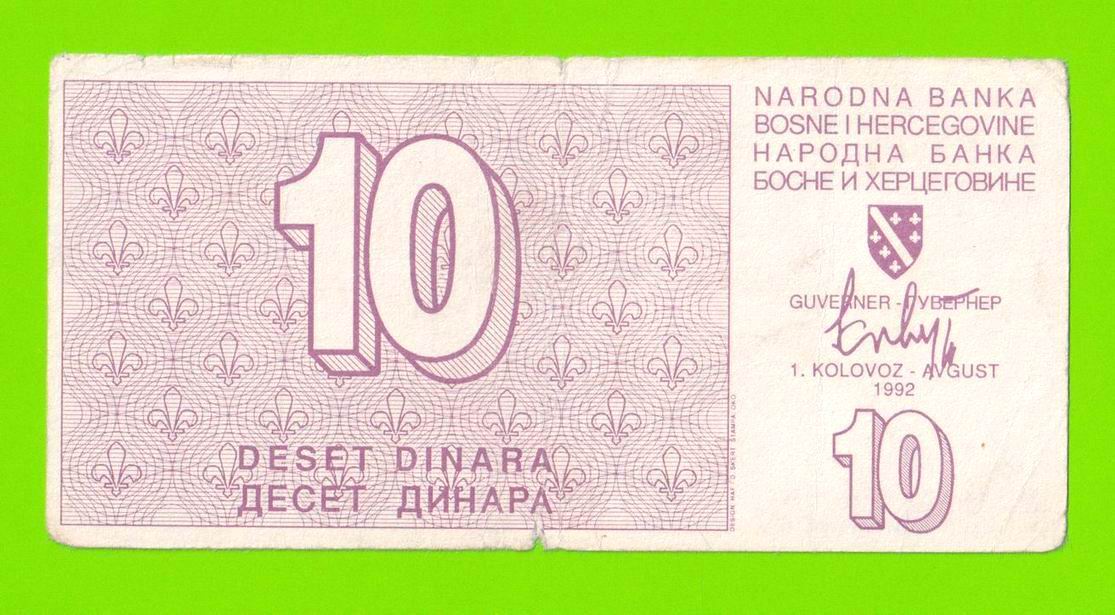 10
DESET DINARA
ДЕСЕТ ДИНАРА
NARODNA BANKA
BOSNE I HERCEGOVINE
НАРОДНА БАНКА
БОСНЕ И ХЕРЦЕГОВИНЕ
GUVERNER - ГУВЕРНЕР
1. KOLOVOZ - AVGUST
1992
10